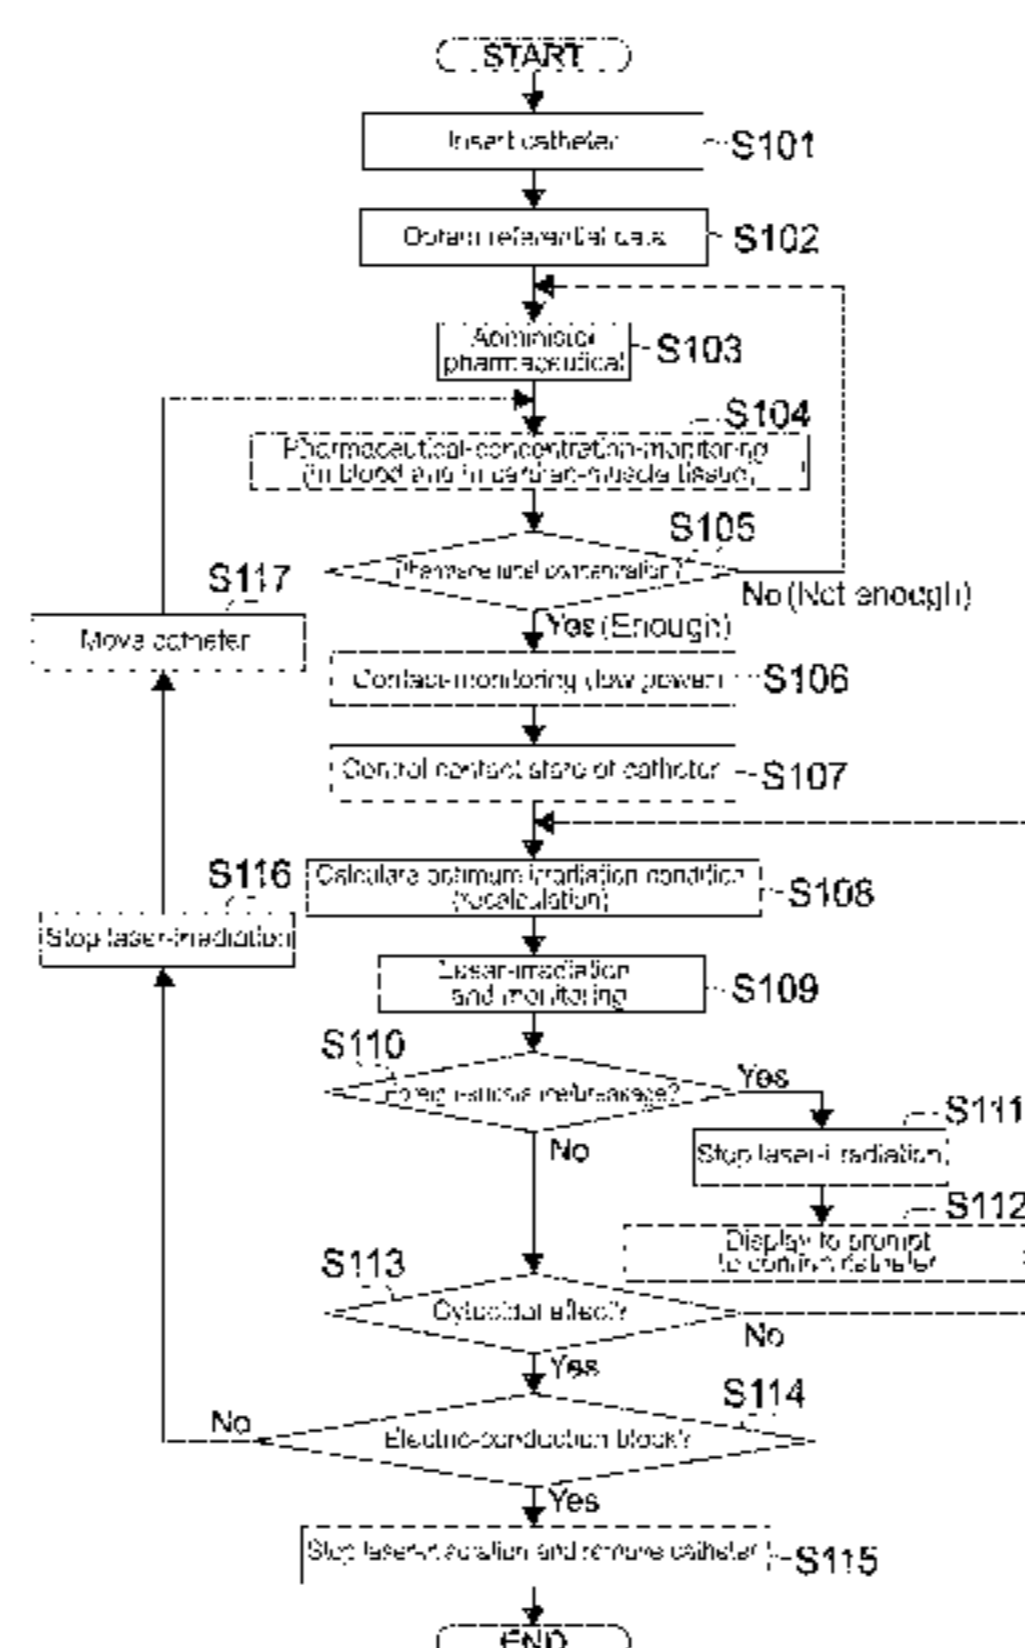 START
Insert catheter
S101
Obtain referential data
S102
Administer
pharmaceutical
S103
S104
Pharmaceutical-concentration-monitoring
(in blood and in cardiac-muscle tissue)
S105
Pharmaceutical concentration?
No (Not enough)
Yes (Enough)
S117
Move catheter
Contact-monitoring (low power)
S106
Control contact state of catheter
S107
S116
Stop laser-irradiation
Calculate optimum irradiation condition
(recalculation)
S108
Laser-irradiation
and monitoring
S109
S110
Foreign-substance/breakage?
Yes
No
S111
Stop laser-irradiation
S112
Display to prompt
to confirm catheter
S113
Cytocidal effect?
No
Yes
S114
Electric-conduction block?
No
Yes
Stop laser-irradiation and remove catheter
S115
END